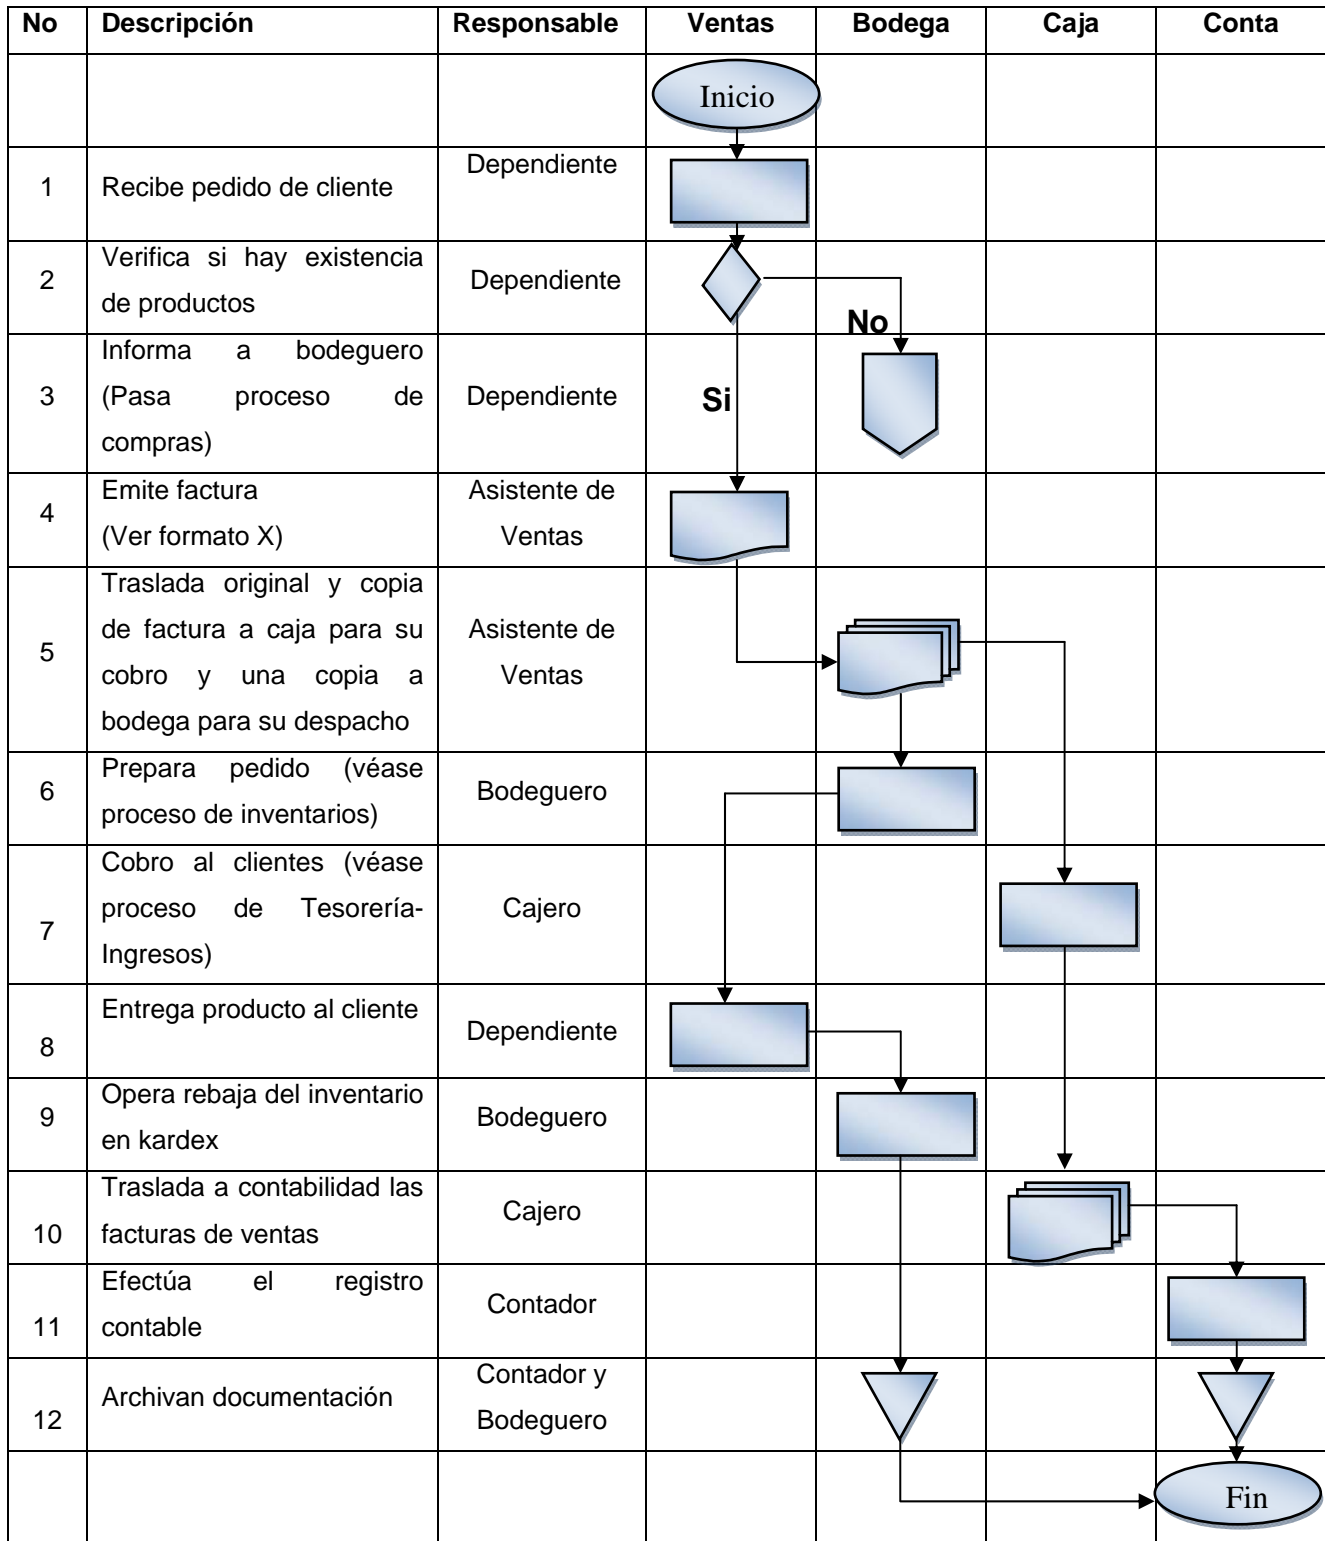 No Descripción Responsable Ventas Bodega Caja Conta
Inicio
1 Recibe pedido de cliente Dependiente
2 Verifica si hay existencia
de productos Dependiente
No
3 Informa a bodeguero
(Pasa proceso de
compras) Dependiente
Si
4 Emite factura
(Ver formato X) Asistente de
Ventas
5 Traslada original y copia
de factura a caja para su
cobro y una copia a
bodega para su despacho Asistente de
Ventas
6 Prepara pedido (véase
proceso de inventarios) Bodeguero
7 Cobro al clientes (véase
proceso de Tesorería-
Ingresos) Cajero
8 Entrega producto al cliente Dependiente
9 Opera rebaja del inventario
en kardex Bodeguero
10 Traslada a contabilidad las
facturas de ventas Cajero
11 Efectúa el registro
contable Contador
12 Archivan documentación Contador y
Bodeguero
Fin